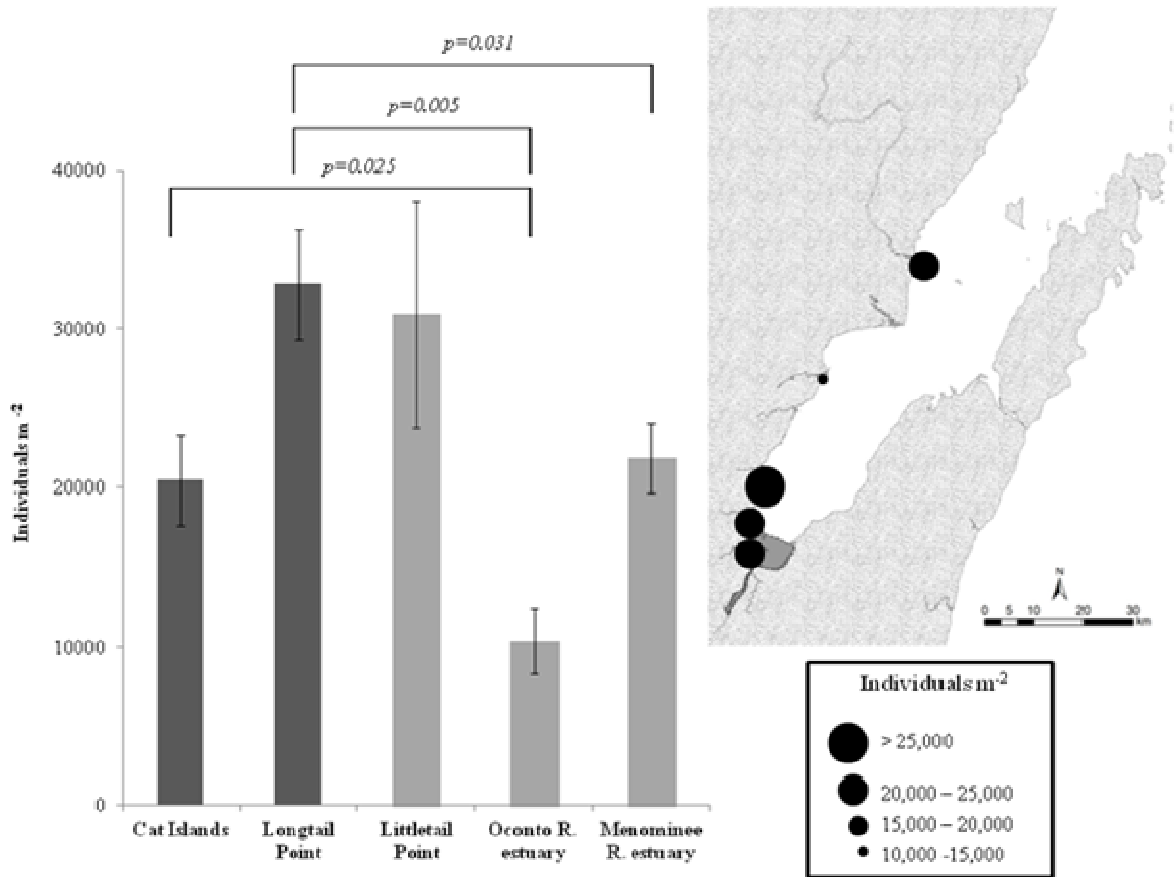 p=0.031
p=0.005
p=0.025
40000
30000
20000
10000
0
Individuals m -2
Cat Islands
Longtail
Point
Littletail
Point
Oconto R.
estuary
Menominee
R. estuary
N
0 5 10 20 30
km
Individuals m-2
> 25,000
20,000 – 25,000
15,000 – 20,000
10,000 -15,000